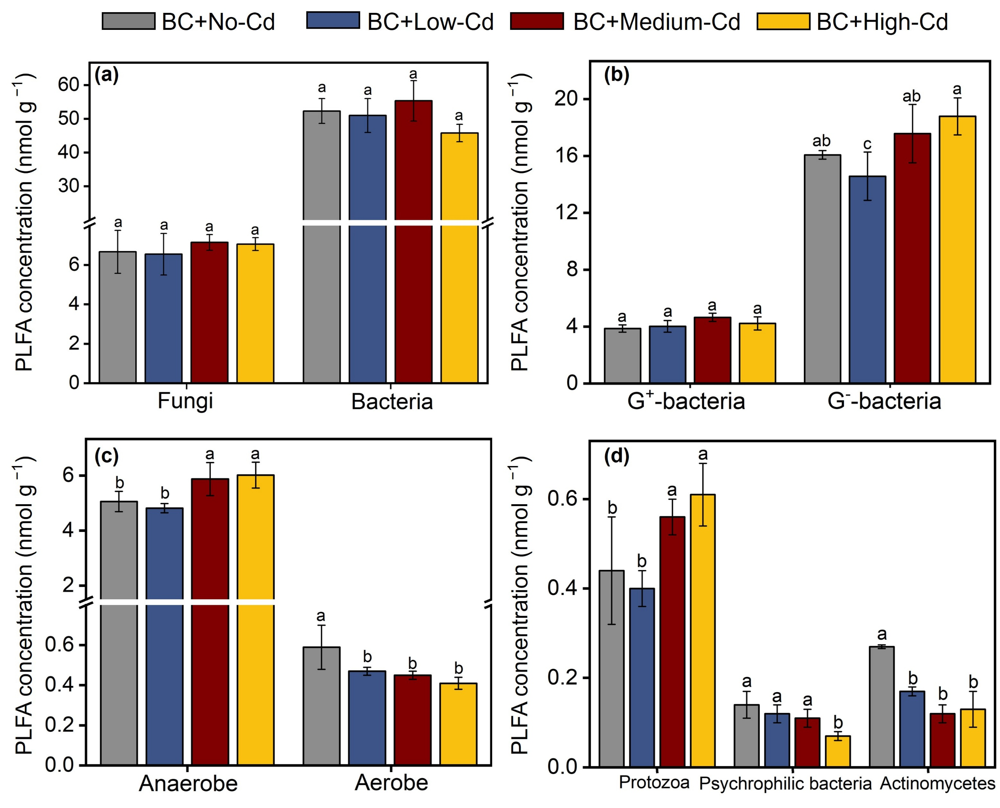 BC+No-Cd BC+Low-Cd BC+Medium-Cd BC+High-Cd
(a)
PLFA concentration (nmol g⁻¹)
60
50
40
30
6
4
2
0
a a a a a a a a
Fungi Bacteria
(b)
PLFA concentration (nmol g⁻¹)
20
16
12
8
4
0
a a a a ab c ab a
G⁺-bacteria G⁻-bacteria
(c)
PLFA concentration (nmol g⁻¹)
6
4
2
0.6
0.4
0.2
0.0
b b a a a b b b
Anaerobe Aerobe
(d)
PLFA concentration (nmol g⁻¹)
0.6
0.4
0.2
0.0
b b a a a a a b a b b b
Protozoa Psychrophilic bacteria Actinomycetes